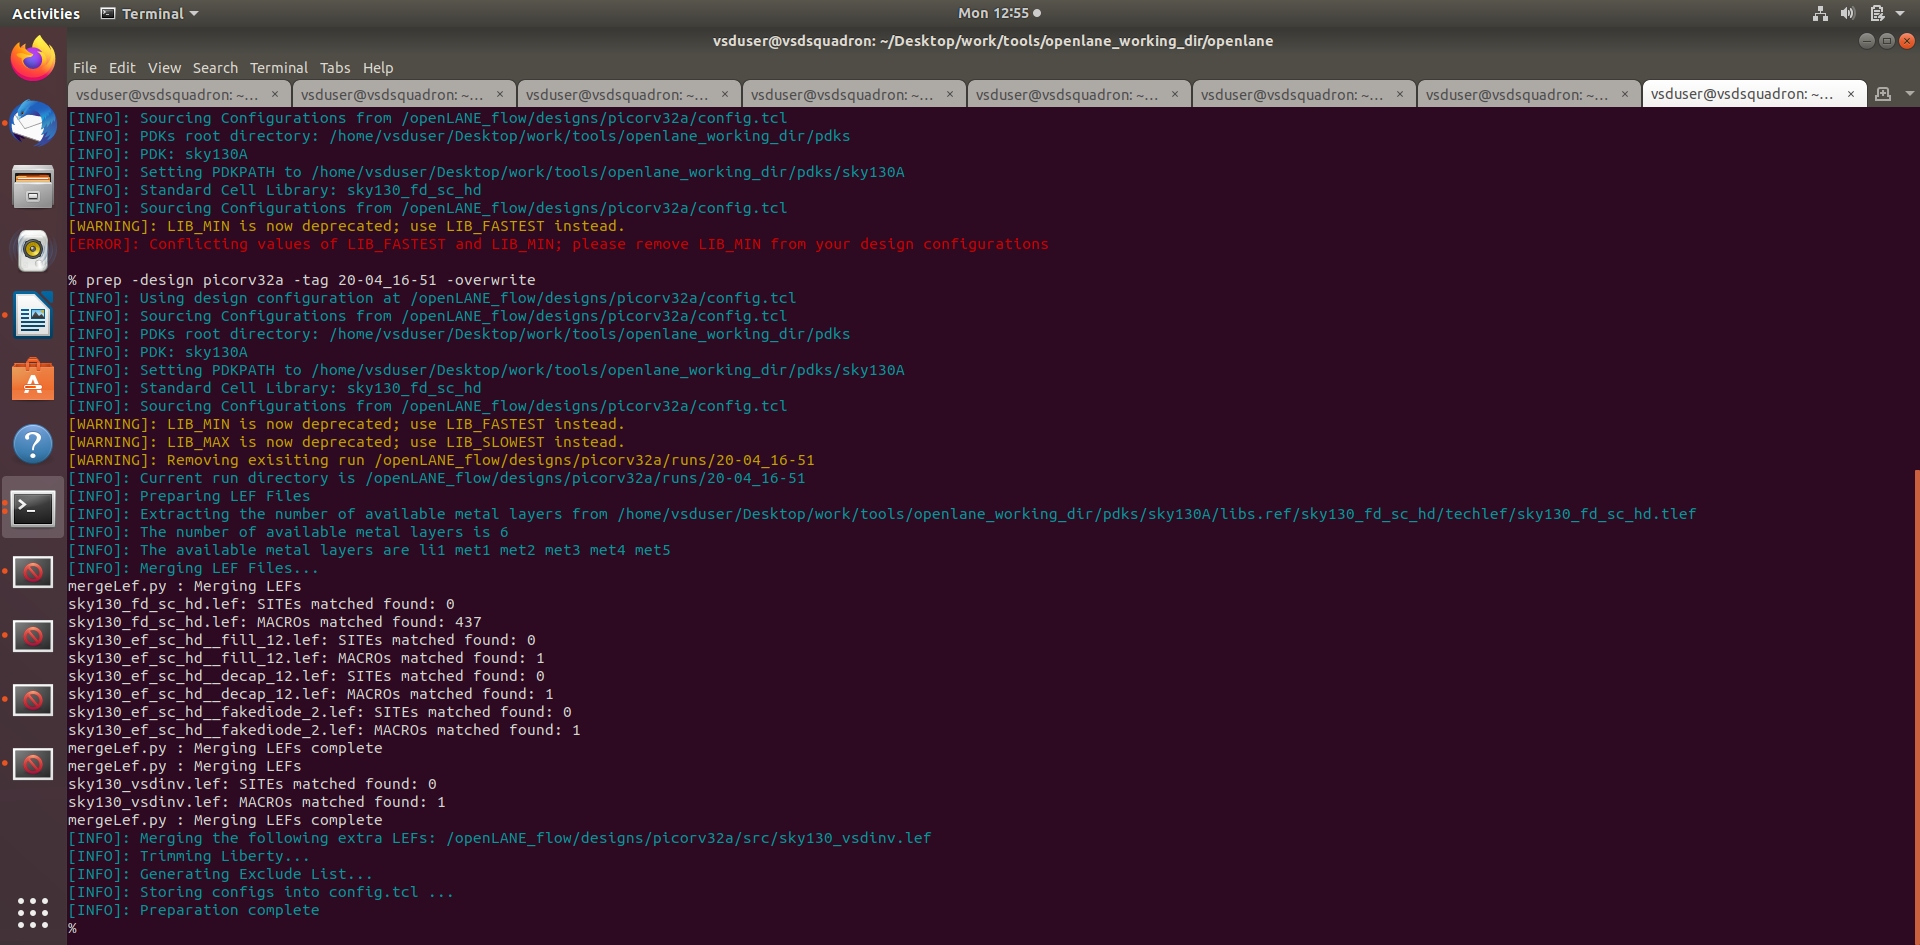 Activities Terminal Mon 12:55
vsduser@vsdsquadron: ~/Desktop/work/tools/openlane_working_dir/openlane
File Edit View Search Terminal Tabs Help
vsduser@vsdsquadron: ~... × vsduser@vsdsquadron: ~... × vsduser@vsdsquadron: ~... × vsduser@vsdsquadron: ~... × vsduser@vsdsquadron: ~... × vsduser@vsdsquadron: ~... × vsduser@vsdsquadron: ~... × vsduser@vsdsquadron: ~... ×
[INFO]: Sourcing Configurations from /openLANE_flow/designs/picorv32a/config.tcl
[INFO]: PDKs root directory: /home/vsduser/Desktop/work/tools/openlane_working_dir/pdks
[INFO]: PDK: sky130A
[INFO]: Setting PDKPATH to /home/vsduser/Desktop/work/tools/openlane_working_dir/pdks/sky130A
[INFO]: Standard Cell Library: sky130_fd_sc_hd
[INFO]: Sourcing Configurations from /openLANE_flow/designs/picorv32a/config.tcl
[WARNING]: LIB_MIN is now deprecated; use LIB_FASTEST instead.
[ERROR]: Conflicting values of LIB_FASTEST and LIB_MIN; please remove LIB_MIN from your design configurations
% prep -design picorv32a -tag 20-04_16-51 -overwrite
[INFO]: Using design configuration at /openLANE_flow/designs/picorv32a/config.tcl
[INFO]: Sourcing Configurations from /openLANE_flow/designs/picorv32a/config.tcl
[INFO]: PDKs root directory: /home/vsduser/Desktop/work/tools/openlane_working_dir/pdks
[INFO]: PDK: sky130A
[INFO]: Setting PDKPATH to /home/vsduser/Desktop/work/tools/openlane_working_dir/pdks/sky130A
[INFO]: Standard Cell Library: sky130_fd_sc_hd
[INFO]: Sourcing Configurations from /openLANE_flow/designs/picorv32a/config.tcl
[WARNING]: LIB_MIN is now deprecated; use LIB_FASTEST instead.
[WARNING]: LIB_MAX is now deprecated; use LIB_SLOWEST instead.
[WARNING]: Removing exisiting run /openLANE_flow/designs/picorv32a/runs/20-04_16-51
[INFO]: Current run directory is /openLANE_flow/designs/picorv32a/runs/20-04_16-51
[INFO]: Preparing LEF Files
[INFO]: Extracting the number of available metal layers from /home/vsduser/Desktop/work/tools/openlane_working_dir/pdks/sky130A/libs.ref/sky130_fd_sc_hd/techlef/sky130_fd_sc_hd.tlef
[INFO]: The number of available metal layers is 6
[INFO]: The available metal layers are li1 met1 met2 met3 met4 met5
[INFO]: Merging LEF Files...
mergeLef.py : Merging LEFs
sky130_fd_sc_hd.lef: SITEs matched found: 0
sky130_fd_sc_hd.lef: MACROs matched found: 437
sky130_ef_sc_hd__fill_12.lef: SITEs matched found: 0
sky130_ef_sc_hd__fill_12.lef: MACROs matched found: 1
sky130_ef_sc_hd__decap_12.lef: SITEs matched found: 0
sky130_ef_sc_hd__decap_12.lef: MACROs matched found: 1
sky130_ef_sc_hd__fakediode_2.lef: SITEs matched found: 0
sky130_ef_sc_hd__fakediode_2.lef: MACROs matched found: 1
mergeLef.py : Merging LEFs complete
mergeLef.py : Merging LEFs
sky130_vsdinv.lef: SITEs matched found: 0
sky130_vsdinv.lef: MACROs matched found: 1
mergeLef.py : Merging LEFs complete
[INFO]: Merging the following extra LEFs: /openLANE_flow/designs/picorv32a/src/sky130_vsdinv.lef
[INFO]: Trimming Liberty...
[INFO]: Generating Exclude List...
[INFO]: Storing configs into config.tcl ...
[INFO]: Preparation complete
%